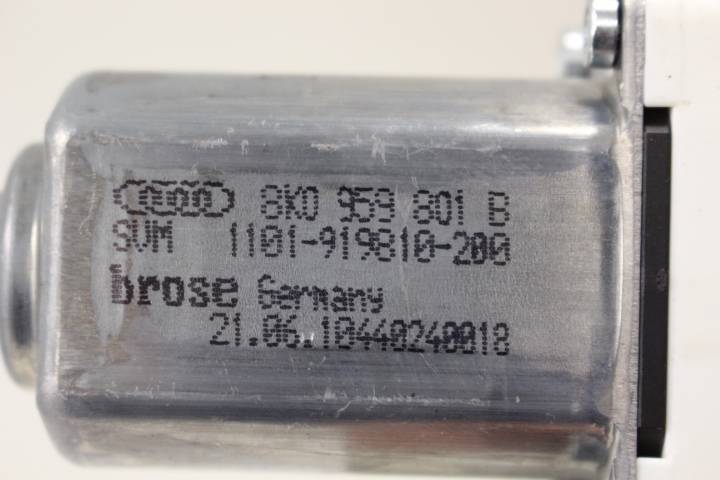 8K0 959 801 B
SVM 1101-919810-200
brose Germany
21.06.10440240018